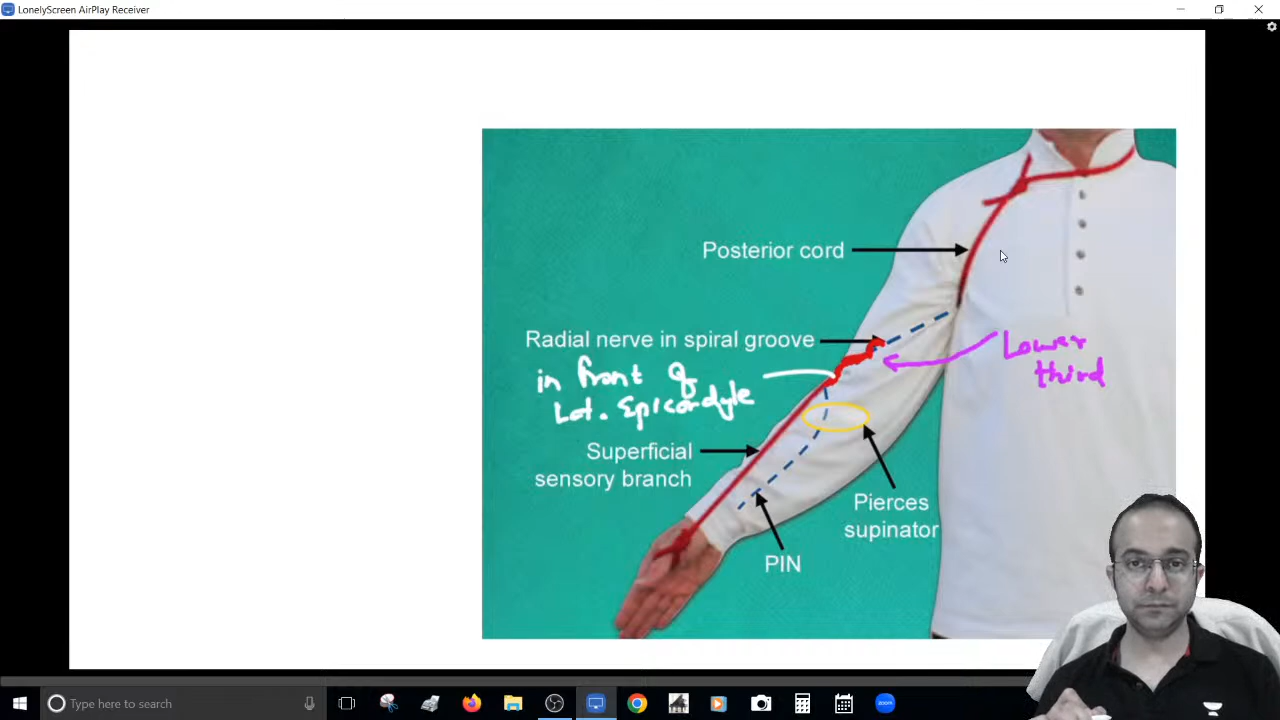 LonelyScreen AirPlay Receiver
Posterior cord
Radial nerve in spiral groove
Lower
third
in front of
Lat. Epicondyle
Superficial
sensory branch
Pierces
supinator
PIN
Type here to search
zoom